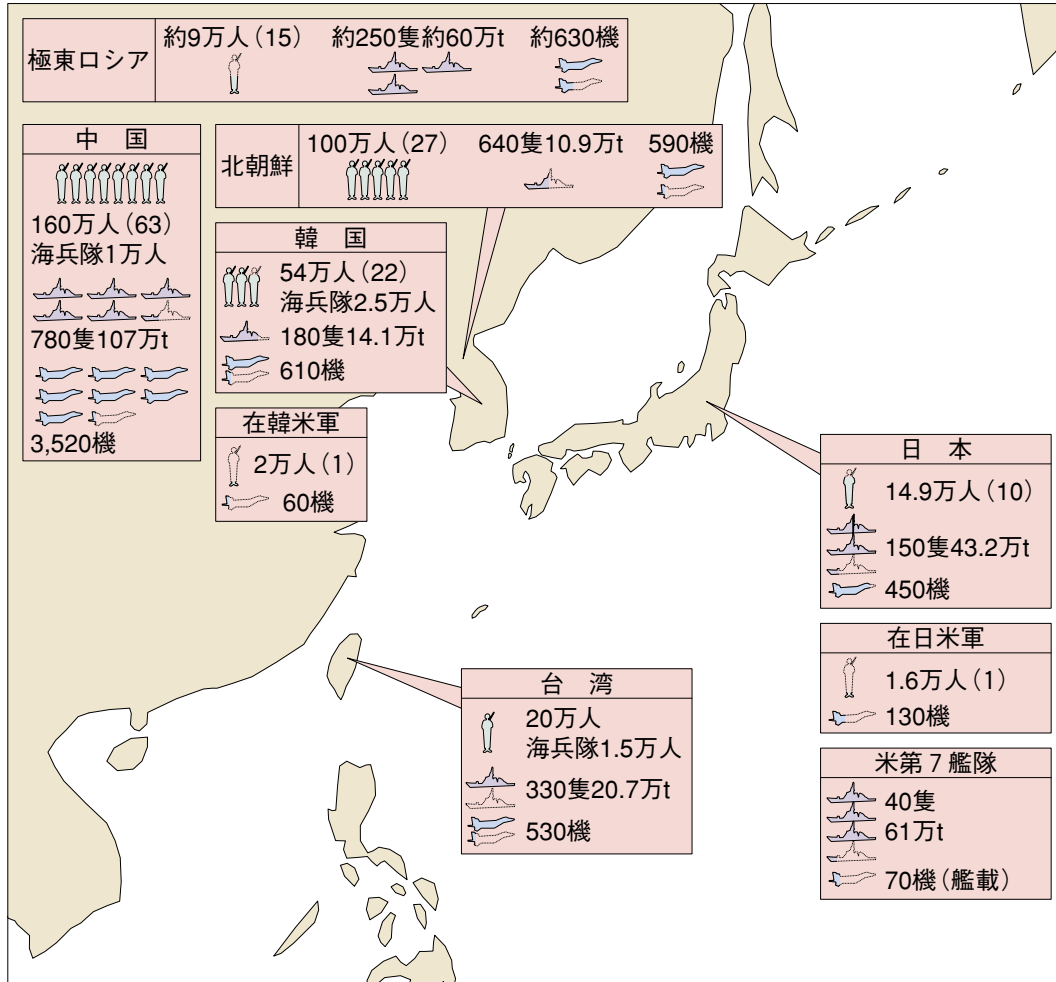 極東ロシア
約9万人（15） 約250隻約60万t 約630機
中 国
160万人（63）
海兵隊1万人
780隻107万t
3,520機
北朝鮮
100万人（27） 640隻10.9万t 590機
韓 国
54万人（22）
海兵隊2.5万人
180隻14.1万t
610機
在韓米軍
2万人（1）
60機
日 本
14.9万人（10）
150隻43.2万t
450機
在日米軍
1.6万人（1）
130機
台 湾
20万人
海兵隊1.5万人
330隻20.7万t
530機
米第７艦隊
40隻
61万t
70機（艦載）